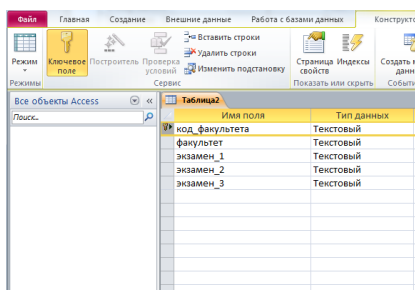 Файл Главная Создание Внешние данные Работа с базами данных Конструкто
Режим Ключевое поле Построитель Проверка условий Вставить строки Удалить строки Изменить подстановку Страница свойств Индексы Создать данн
Режимы Сервис Показать или скрыть Событи
Все объекты Access «
Таблица2
Поиск...
Имя поля Тип данных
код_факультета Текстовый
факультет Текстовый
экзамен_1 Текстовый
экзамен_2 Текстовый
экзамен_3 Текстовый